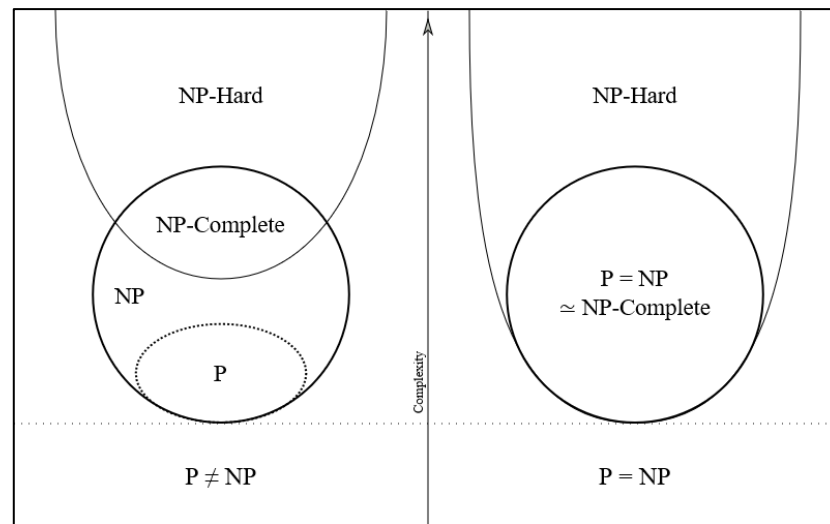 NP-Hard
NP-Complete
NP
P
P ≠ NP
Complexity
NP-Hard
P = NP
≃ NP-Complete
P = NP